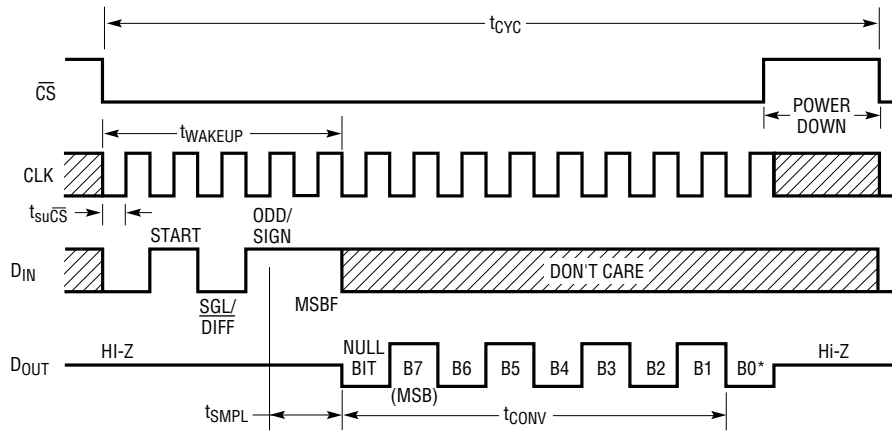 tCYC
CS
POWER
DOWN
tWAKEUP
CLK
tsuCS
START
ODD/
SIGN
DIN
DON'T CARE
SGL/
DIFF
MSBF
HI-Z
NULL
BIT
B7
(MSB)
B6
B5
B4
B3
B2
B1
B0*
Hi-Z
DOUT
tSMPL
tCONV